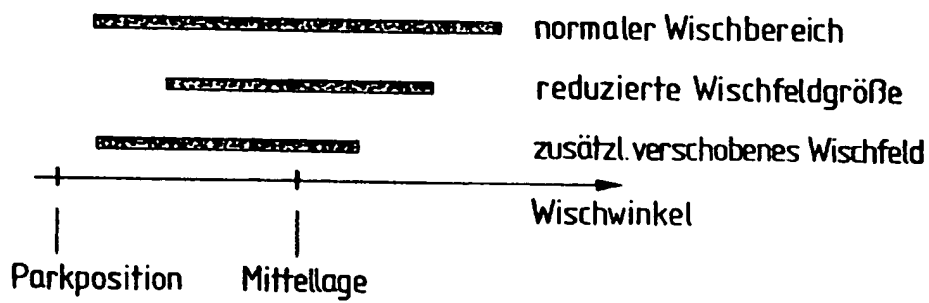 normaler Wischbereich
reduzierte Wischfeldgröße
zusätzl. verschobenes Wischfeld
Wischwinkel
Parkposition Mittellage